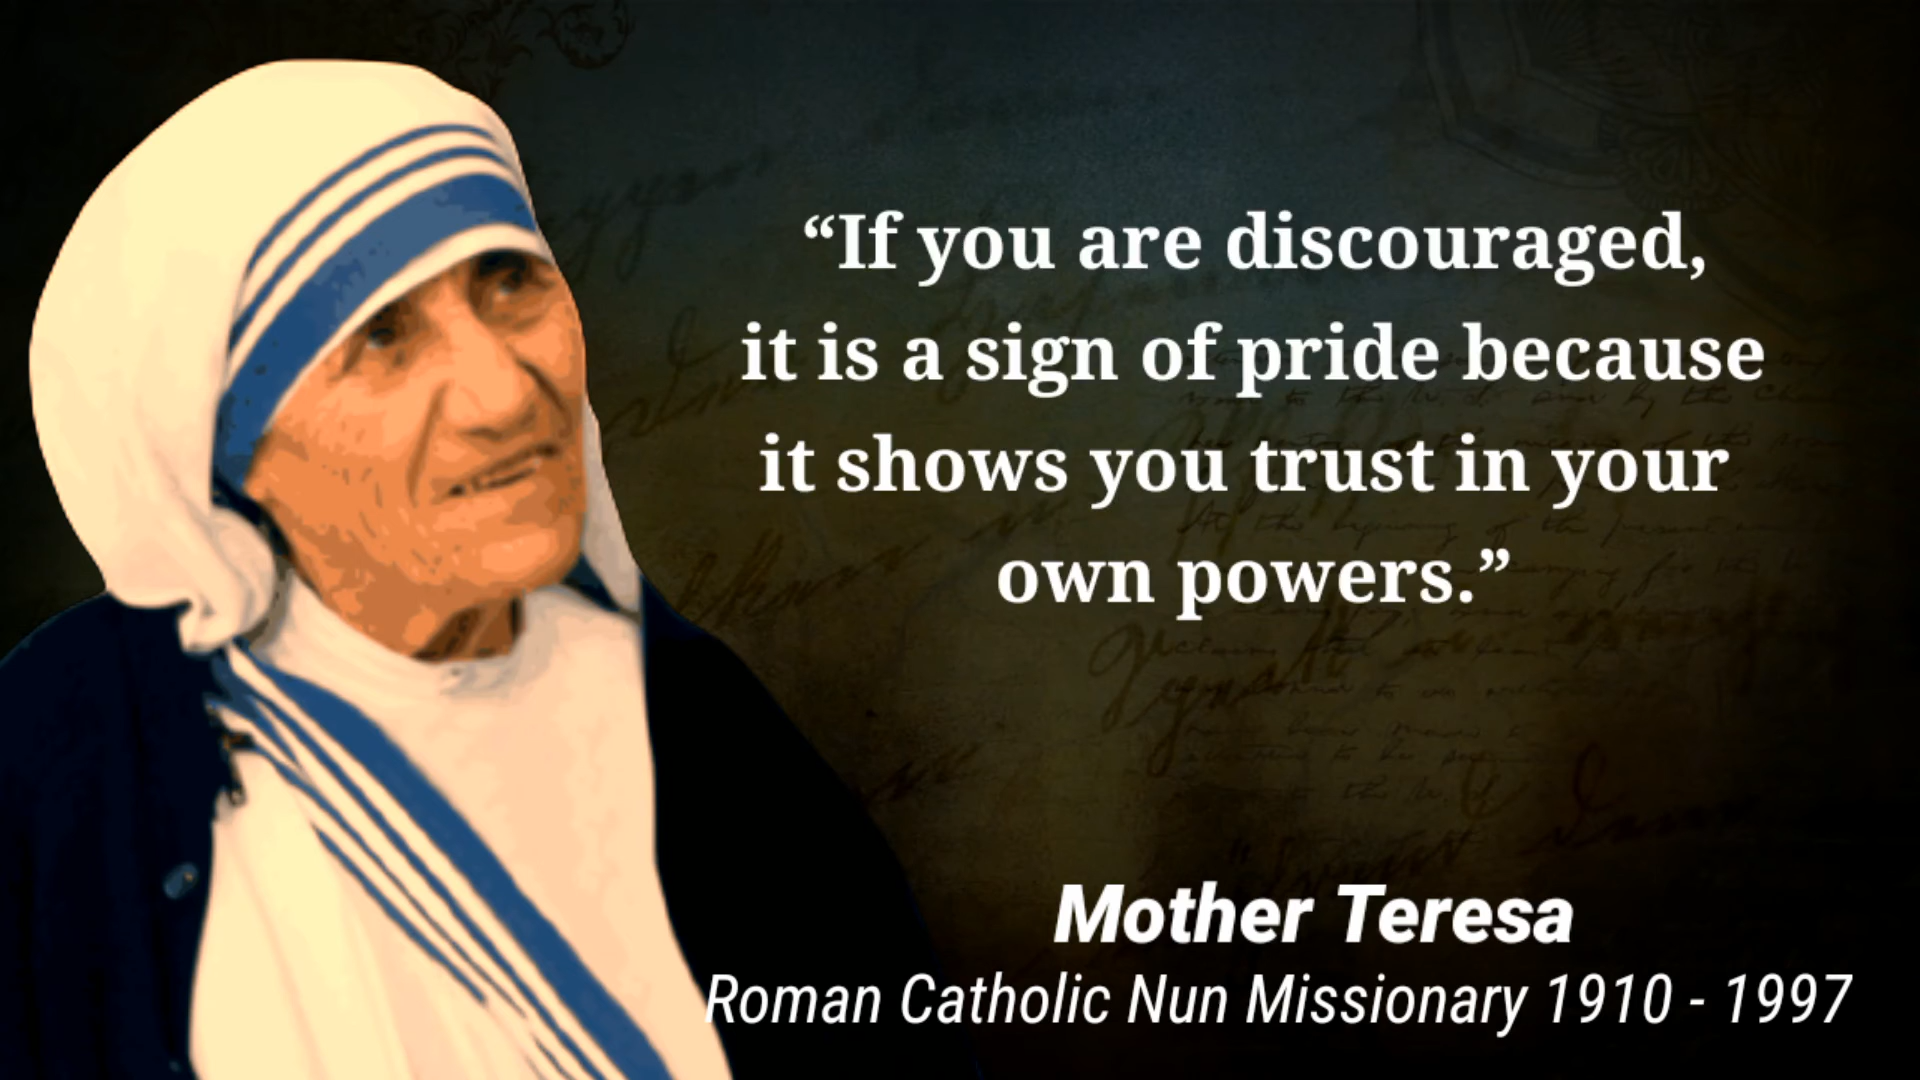 “If you are discouraged,
it is a sign of pride because
it shows you trust in your
own powers.”
Mother Teresa
Roman Catholic Nun Missionary 1910 - 1997